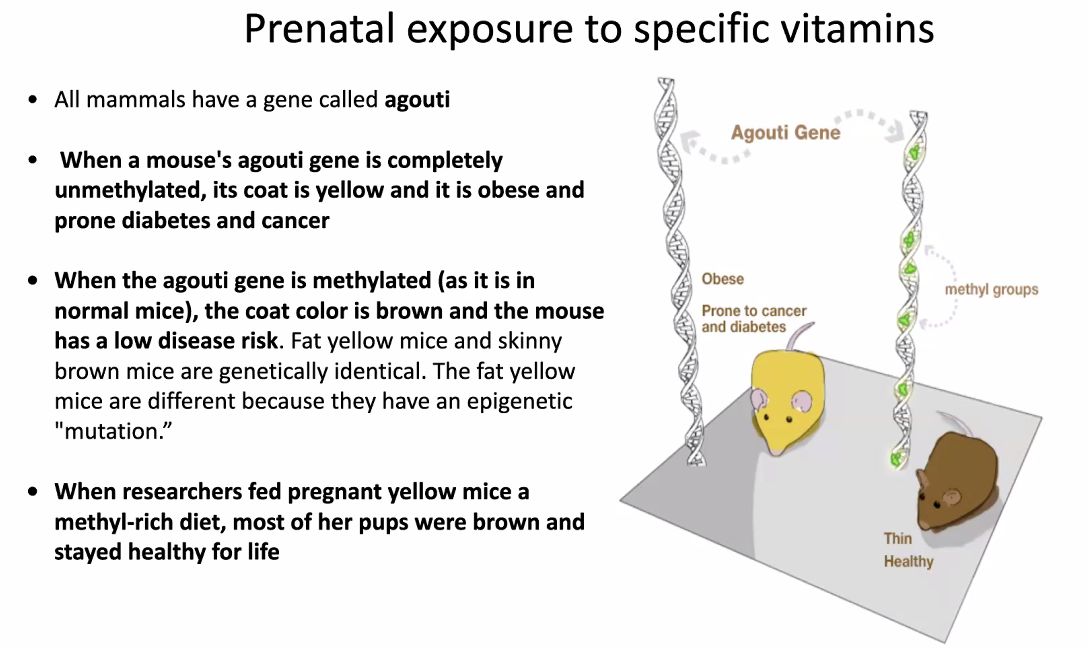 Prenatal exposure to specific vitamins
• All mammals have a gene called agouti
• When a mouse's agouti gene is completely
unmethylated, its coat is yellow and it is obese and
prone diabetes and cancer
• When the agouti gene is methylated (as it is in
normal mice), the coat color is brown and the mouse
has a low disease risk. Fat yellow mice and skinny
brown mice are genetically identical. The fat yellow
mice are different because they have an epigenetic
"mutation.”
• When researchers fed pregnant yellow mice a
methyl-rich diet, most of her pups were brown and
stayed healthy for life
Agouti Gene
Obese
Prone to cancer
and diabetes
methyl groups
Thin
Healthy